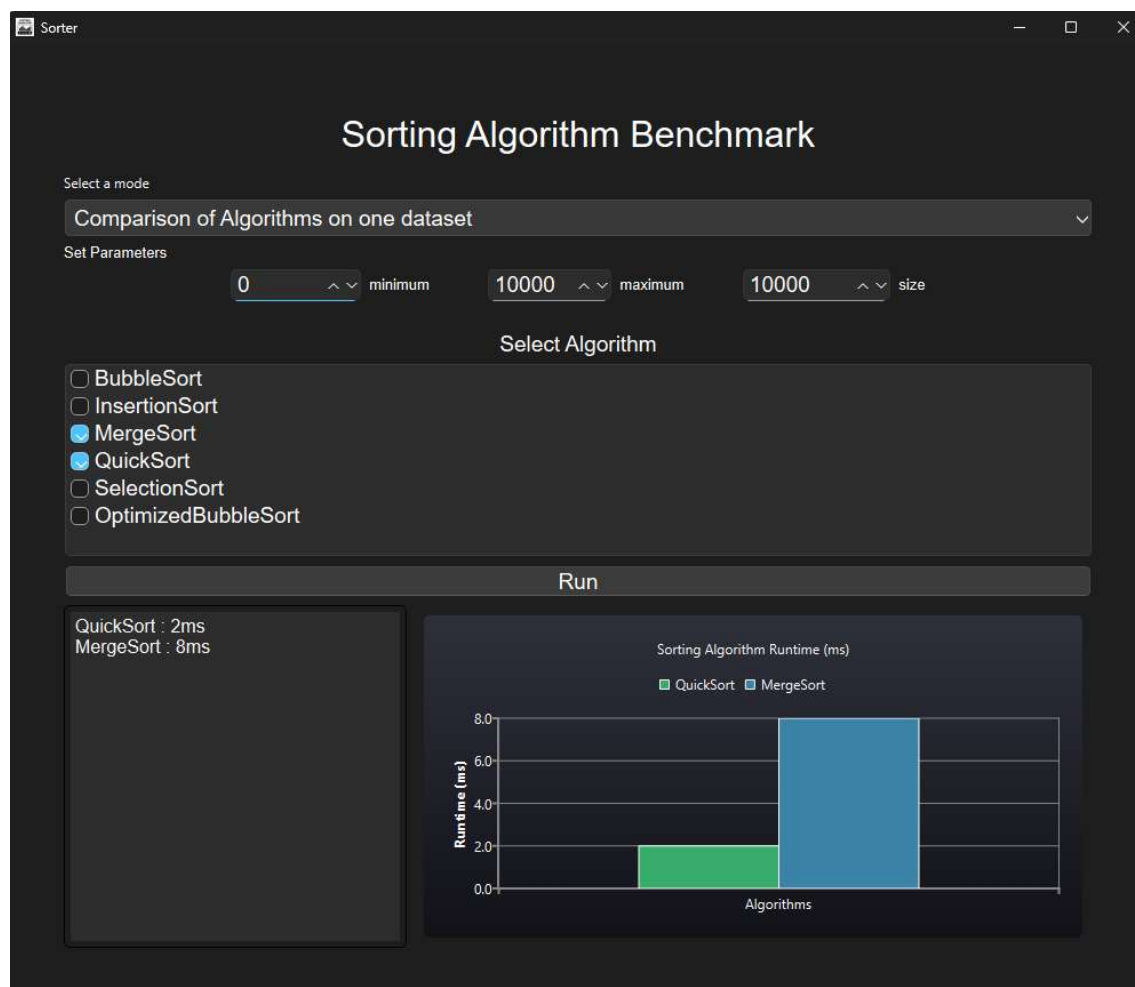 Sorter
Sorting Algorithm Benchmark
Select a mode
Comparison of Algorithms on one dataset
Set Parameters
0 minimum 10000 maximum 10000 size
Select Algorithm
BubbleSort
InsertionSort
MergeSort
QuickSort
SelectionSort
OptimizedBubbleSort
Run
QuickSort : 2ms
MergeSort : 8ms
Sorting Algorithm Runtime (ms)
QuickSort MergeSort
8.0
6.0
4.0
2.0
0.0
Runtime (ms)
Algorithms